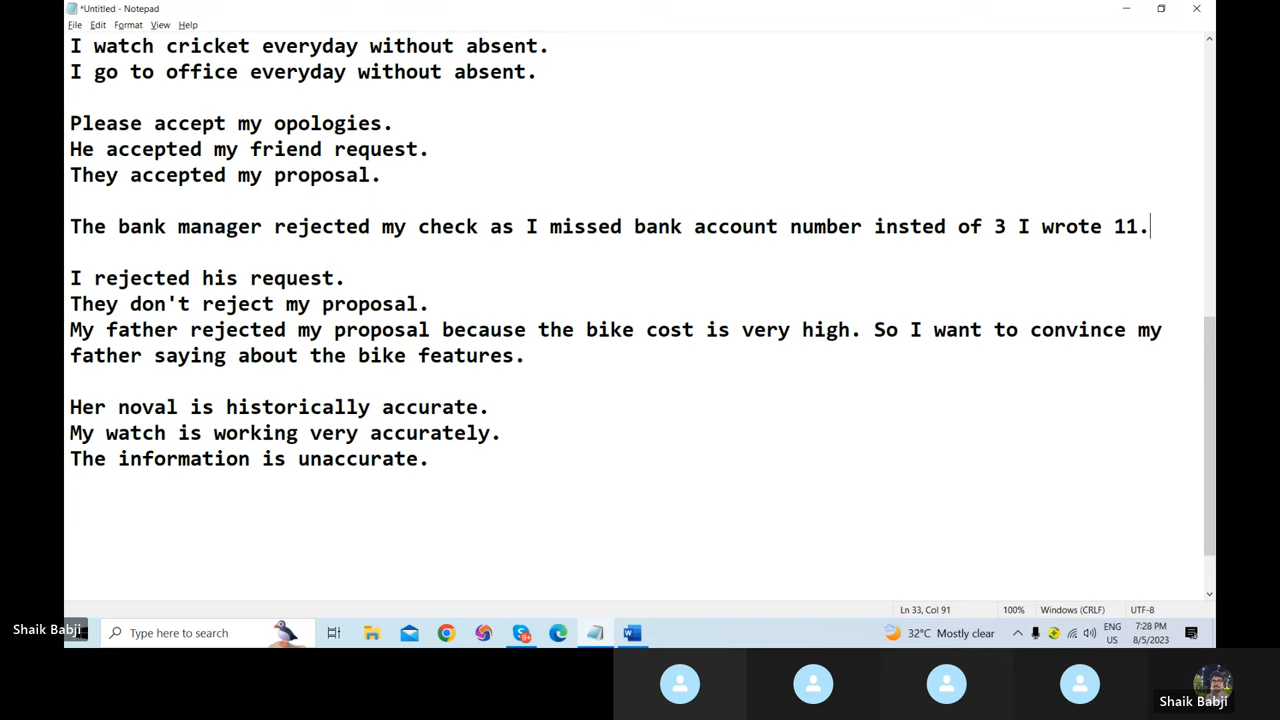 *Untitled - Notepad
File Edit Format View Help
I watch cricket everyday without absent.
I go to office everyday without absent.
Please accept my opologies.
He accepted my friend request.
They accepted my proposal.
The bank manager rejected my check as I missed bank account number insted of 3 I wrote 11.
I rejected his request.
They don't reject my proposal.
My father rejected my proposal because the bike cost is very high. So I want to convince my
father saying about the bike features.
Her noval is historically accurate.
My watch is working very accurately.
The information is unaccurate.
Ln 33, Col 91 100% Windows (CRLF) UTF-8
Shaik Babji
Type here to search
32°C Mostly clear
ENG
US
7:28 PM
8/5/2023
Shaik Babji